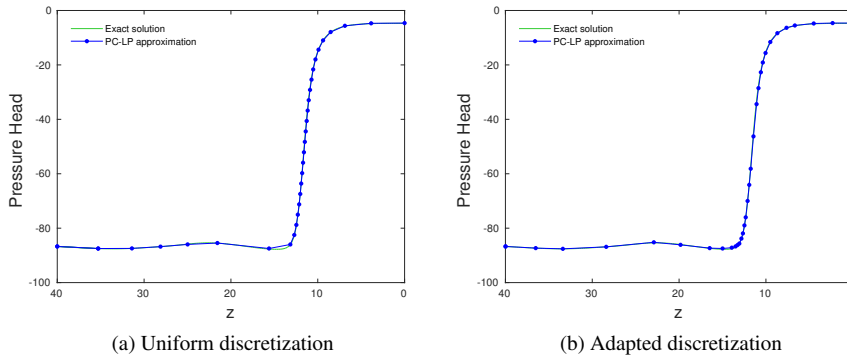 0
-20
-40
-60
-80
-100
Pressure Head
Exact solution
PC-LP approximation
40
30
20
10
0
z
(a) Uniform discretization
0
-20
-40
-60
-80
-100
Pressure Head
Exact solution
PC-LP approximation
40
30
20
10
z
(b) Adapted discretization